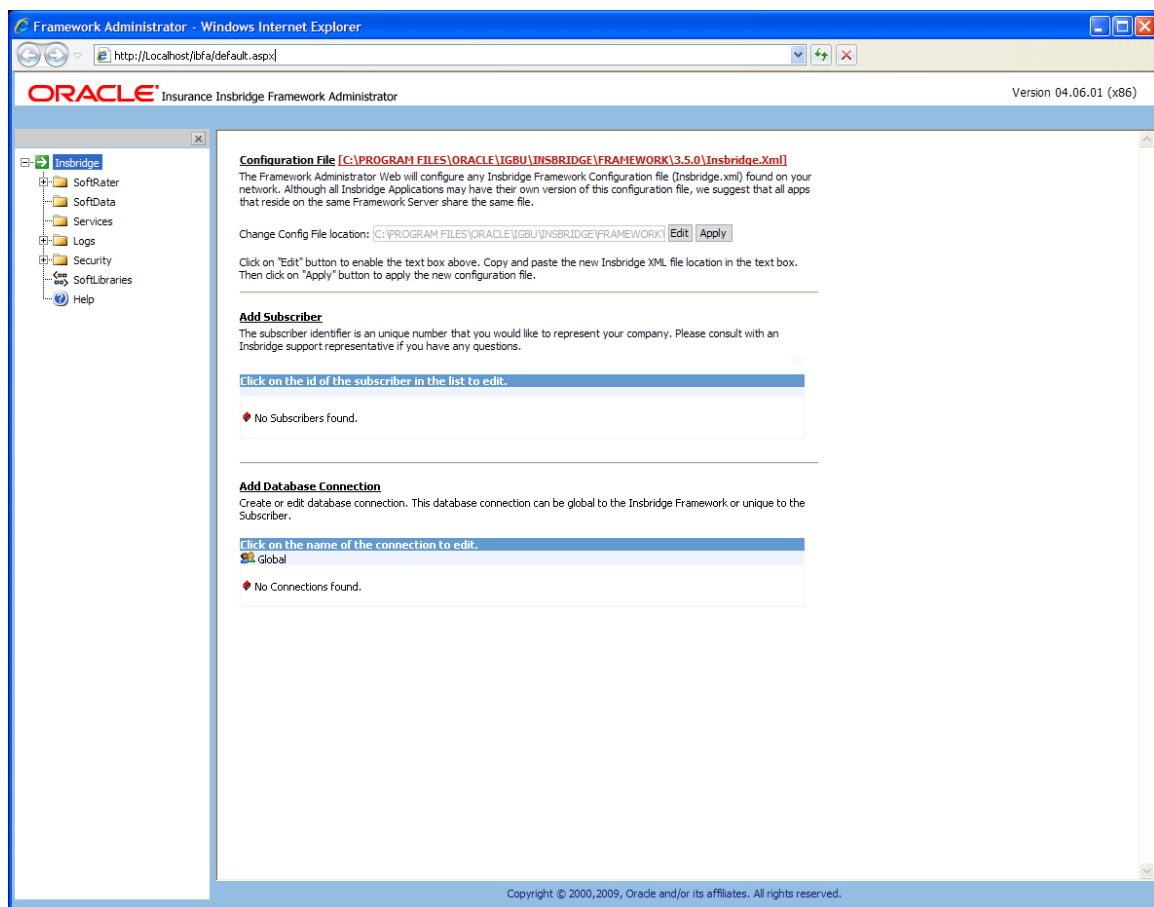 Framework Administrator - Windows Internet Explorer
http://Localhost/ibfa/default.aspx
ORACLE Insurance Insbridge Framework Administrator
Version 04.06.01 (x86)
Insbridge
SoftRater
SoftData
Services
Logs
Security
SoftLibraries
Help
Configuration File [C:\PROGRAM FILES\ORACLE\IGBU\INSBRIDGE\FRAMEWORK\3.5.0\Insbridge.Xml]
The Framework Administrator Web will configure any Insbridge Framework Configuration file (Insbridge.xml) found on your
network. Although all Insbridge Applications may have their own version of this configuration file, we suggest that all apps
that reside on the same Framework Server share the same file.
Change Config File location: C:\PROGRAM FILES\ORACLE\IGBU\INSBRIDGE\FRAMEWORK\ Edit Apply
Click on "Edit" button to enable the text box above. Copy and paste the new Insbridge XML file location in the text box.
Then click on "Apply" button to apply the new configuration file.
Add Subscriber
The subscriber identifier is an unique number that you would like to represent your company. Please consult with an
Insbridge support representative if you have any questions.
Click on the id of the subscriber in the list to edit.
No Subscribers found.
Add Database Connection
Create or edit database connection. This database connection can be global to the Insbridge Framework or unique to the
Subscriber.
Click on the name of the connection to edit.
Global
No Connections found.
Copyright © 2000,2009, Oracle and/or its affiliates. All rights reserved.